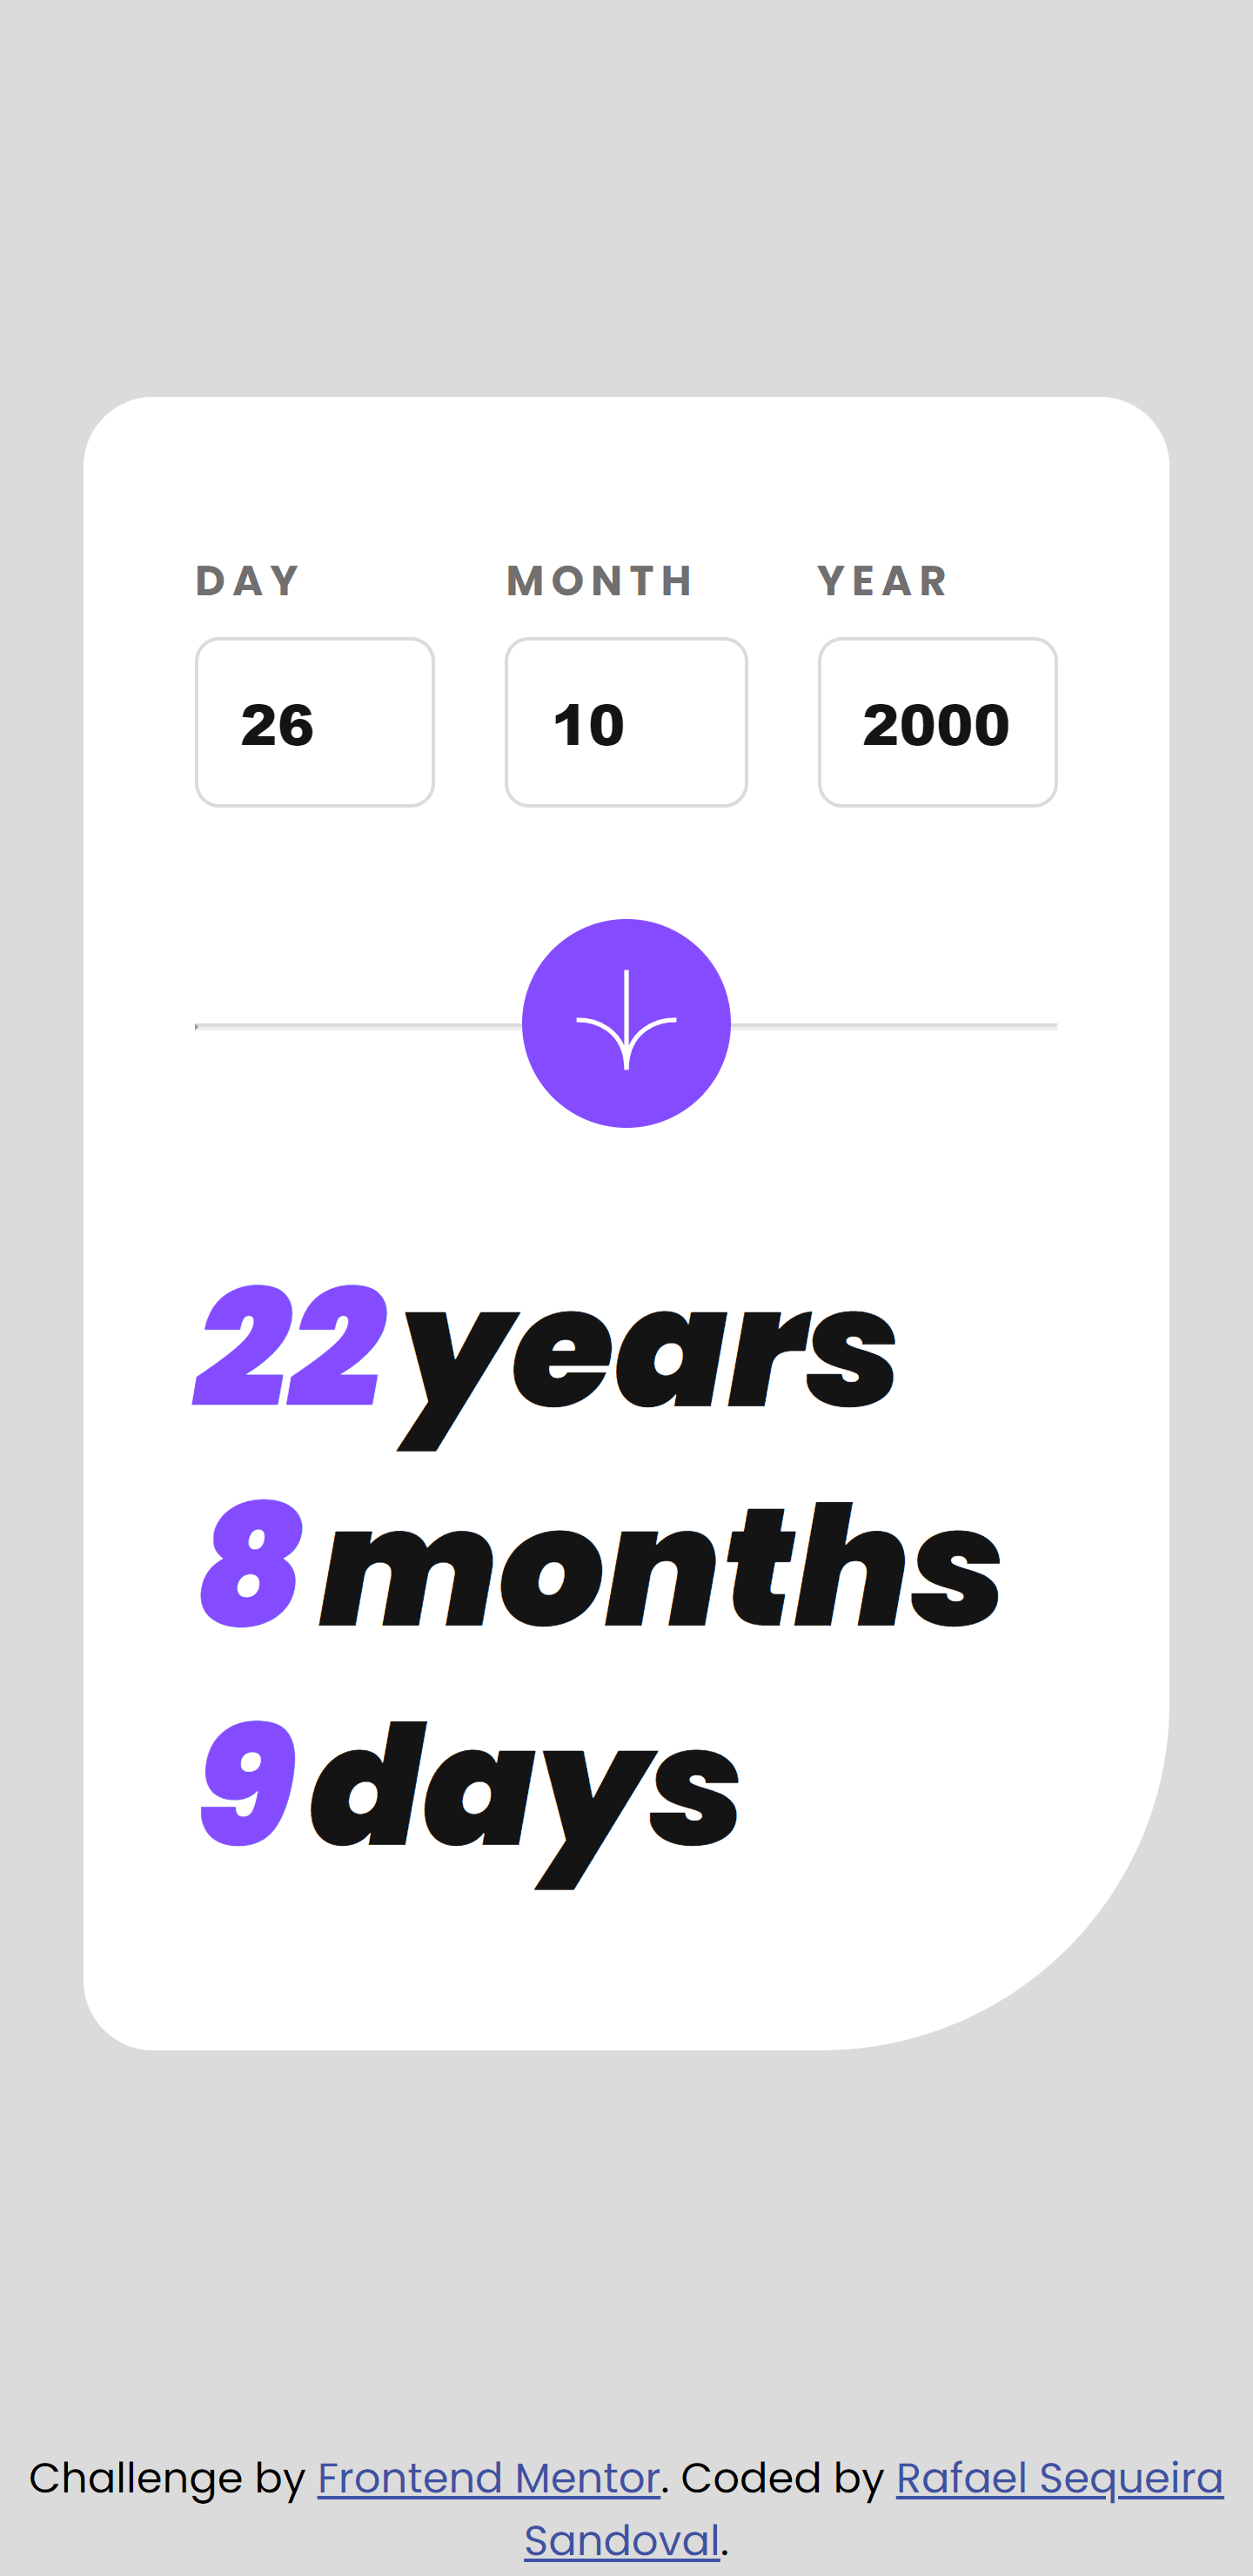 DAY MONTH YEAR
26 10 2000
22 years
8 months
9 days
Challenge by Frontend Mentor. Coded by Rafael Sequeira
Sandoval.